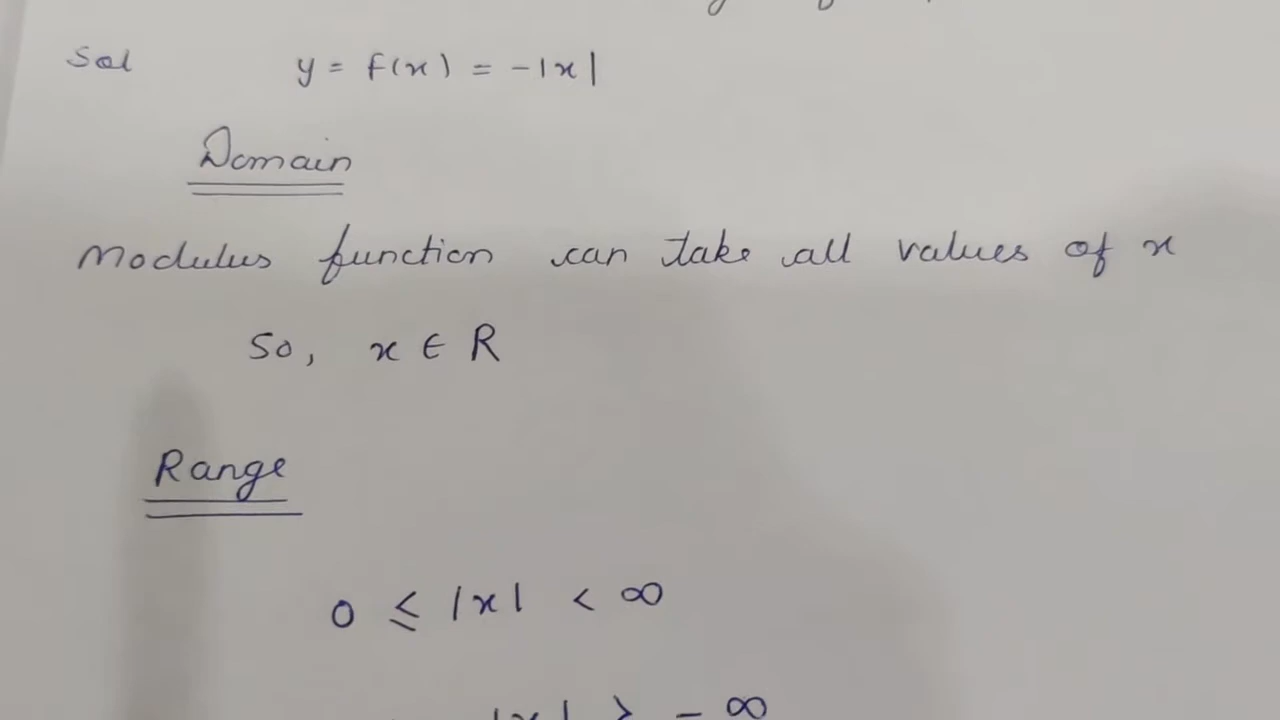 Sol y = f(x) = -|x|
Domain
Modulus function can take all values of x
So, x ∈ R
Range
0 ≤ |x| < ∞
|x| > - ∞